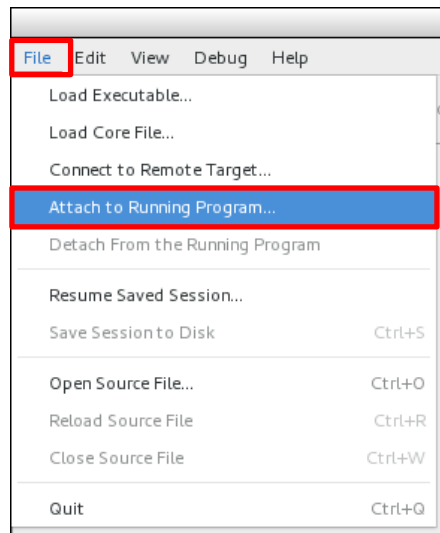 File Edit View Debug Help
Load Executable...
Load Core File...
Connect to Remote Target...
Attach to Running Program...
Detach From the Running Program
Resume Saved Session...
Save Session to Disk Ctrl+S
Open Source File... Ctrl+O
Reload Source File Ctrl+R
Close Source File Ctrl+W
Quit Ctrl+Q